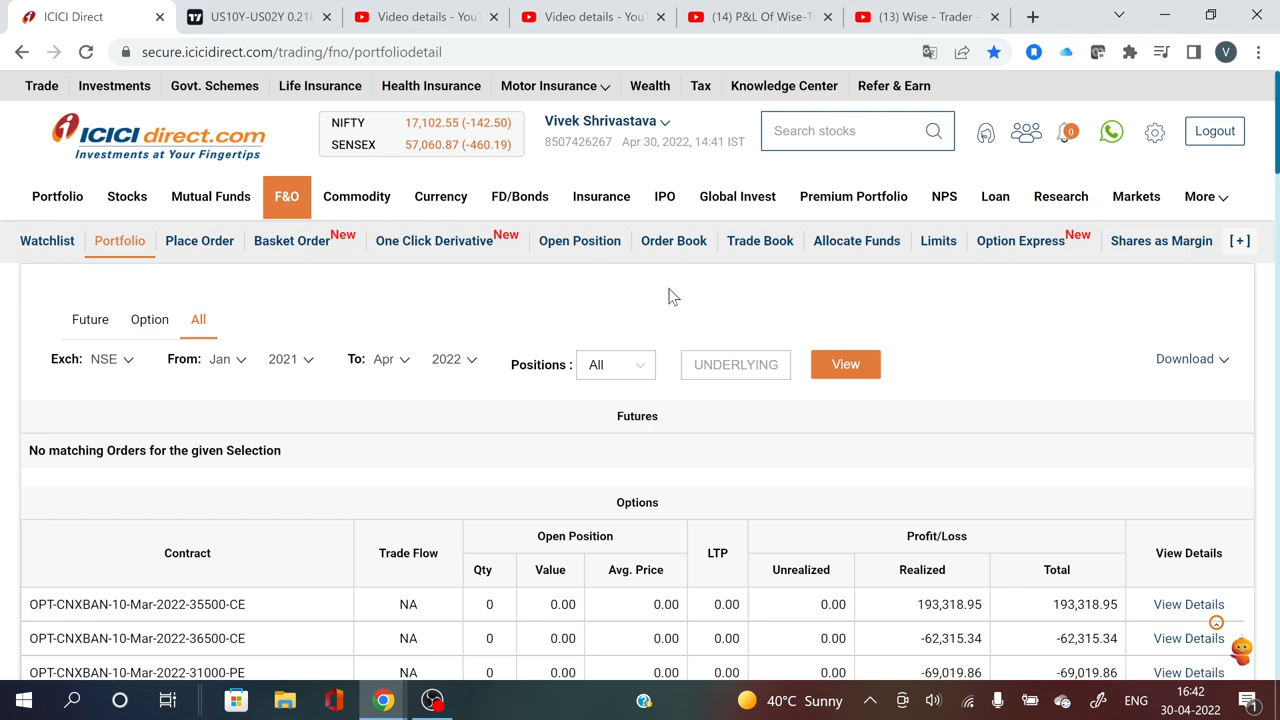 ICICI Direct
US10Y-US02Y 0.218
Video details - YouT
Video details - YouT
(14) P&L Of Wise-T
(13) Wise - Trader -
secure.icicidirect.com/trading/fno/portfoliodetail
V
Trade Investments Govt. Schemes Life Insurance Health Insurance Motor Insurance Wealth Tax Knowledge Center Refer & Earn
ICICI direct.com
Investments at Your Fingertips
NIFTY 17,102.55 (-142.50)
SENSEX 57,060.87 (-460.19)
Vivek Shrivastava
8507426267 Apr 30, 2022, 14:41 IST
Search stocks
0
Logout
Portfolio Stocks Mutual Funds F&O Commodity Currency FD/Bonds Insurance IPO Global Invest Premium Portfolio NPS Loan Research Markets More
Watchlist Portfolio Place Order Basket Order New One Click Derivative New Open Position Order Book Trade Book Allocate Funds Limits Option Express New Shares as Margin [ + ]
Future Option All
Exch: NSE From: Jan 2021 To: Apr 2022 Positions : All UNDERLYING View Download
Futures
No matching Orders for the given Selection
Options
Contract Trade Flow Open Position LTP Profit/Loss View Details
Qty Value Avg. Price Unrealized Realized Total
OPT-CNXBAN-10-Mar-2022-35500-CE NA 0 0.00 0.00 0.00 0.00 193,318.95 193,318.95 View Details
OPT-CNXBAN-10-Mar-2022-36500-CE NA 0 0.00 0.00 0.00 0.00 -62,315.34 -62,315.34 View Details
OPT-CNXBAN-10-Mar-2022-31000-PE NA 0 0.00 0.00 0.00 0.00 -69,019.86 -69,019.86 View Details
40°C Sunny
ENG
16:42
30-04-2022
1